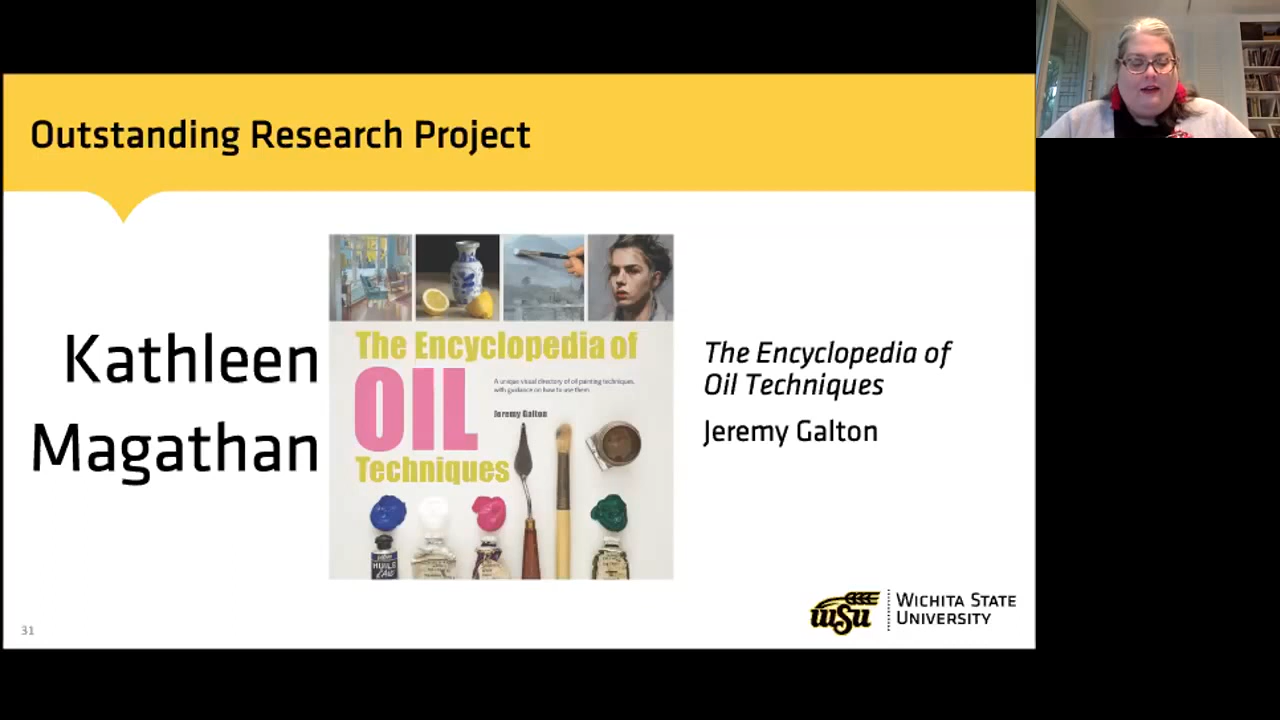 Outstanding Research Project
Kathleen
Magathan
The Encyclopedia of
OIL
A unique visual directory of oil painting techniques,
with guidance on how to use them
Jeremy Galton
Techniques
HUILE
The Encyclopedia of
Oil Techniques
Jeremy Galton
wsu
WICHITA STATE
UNIVERSITY
31